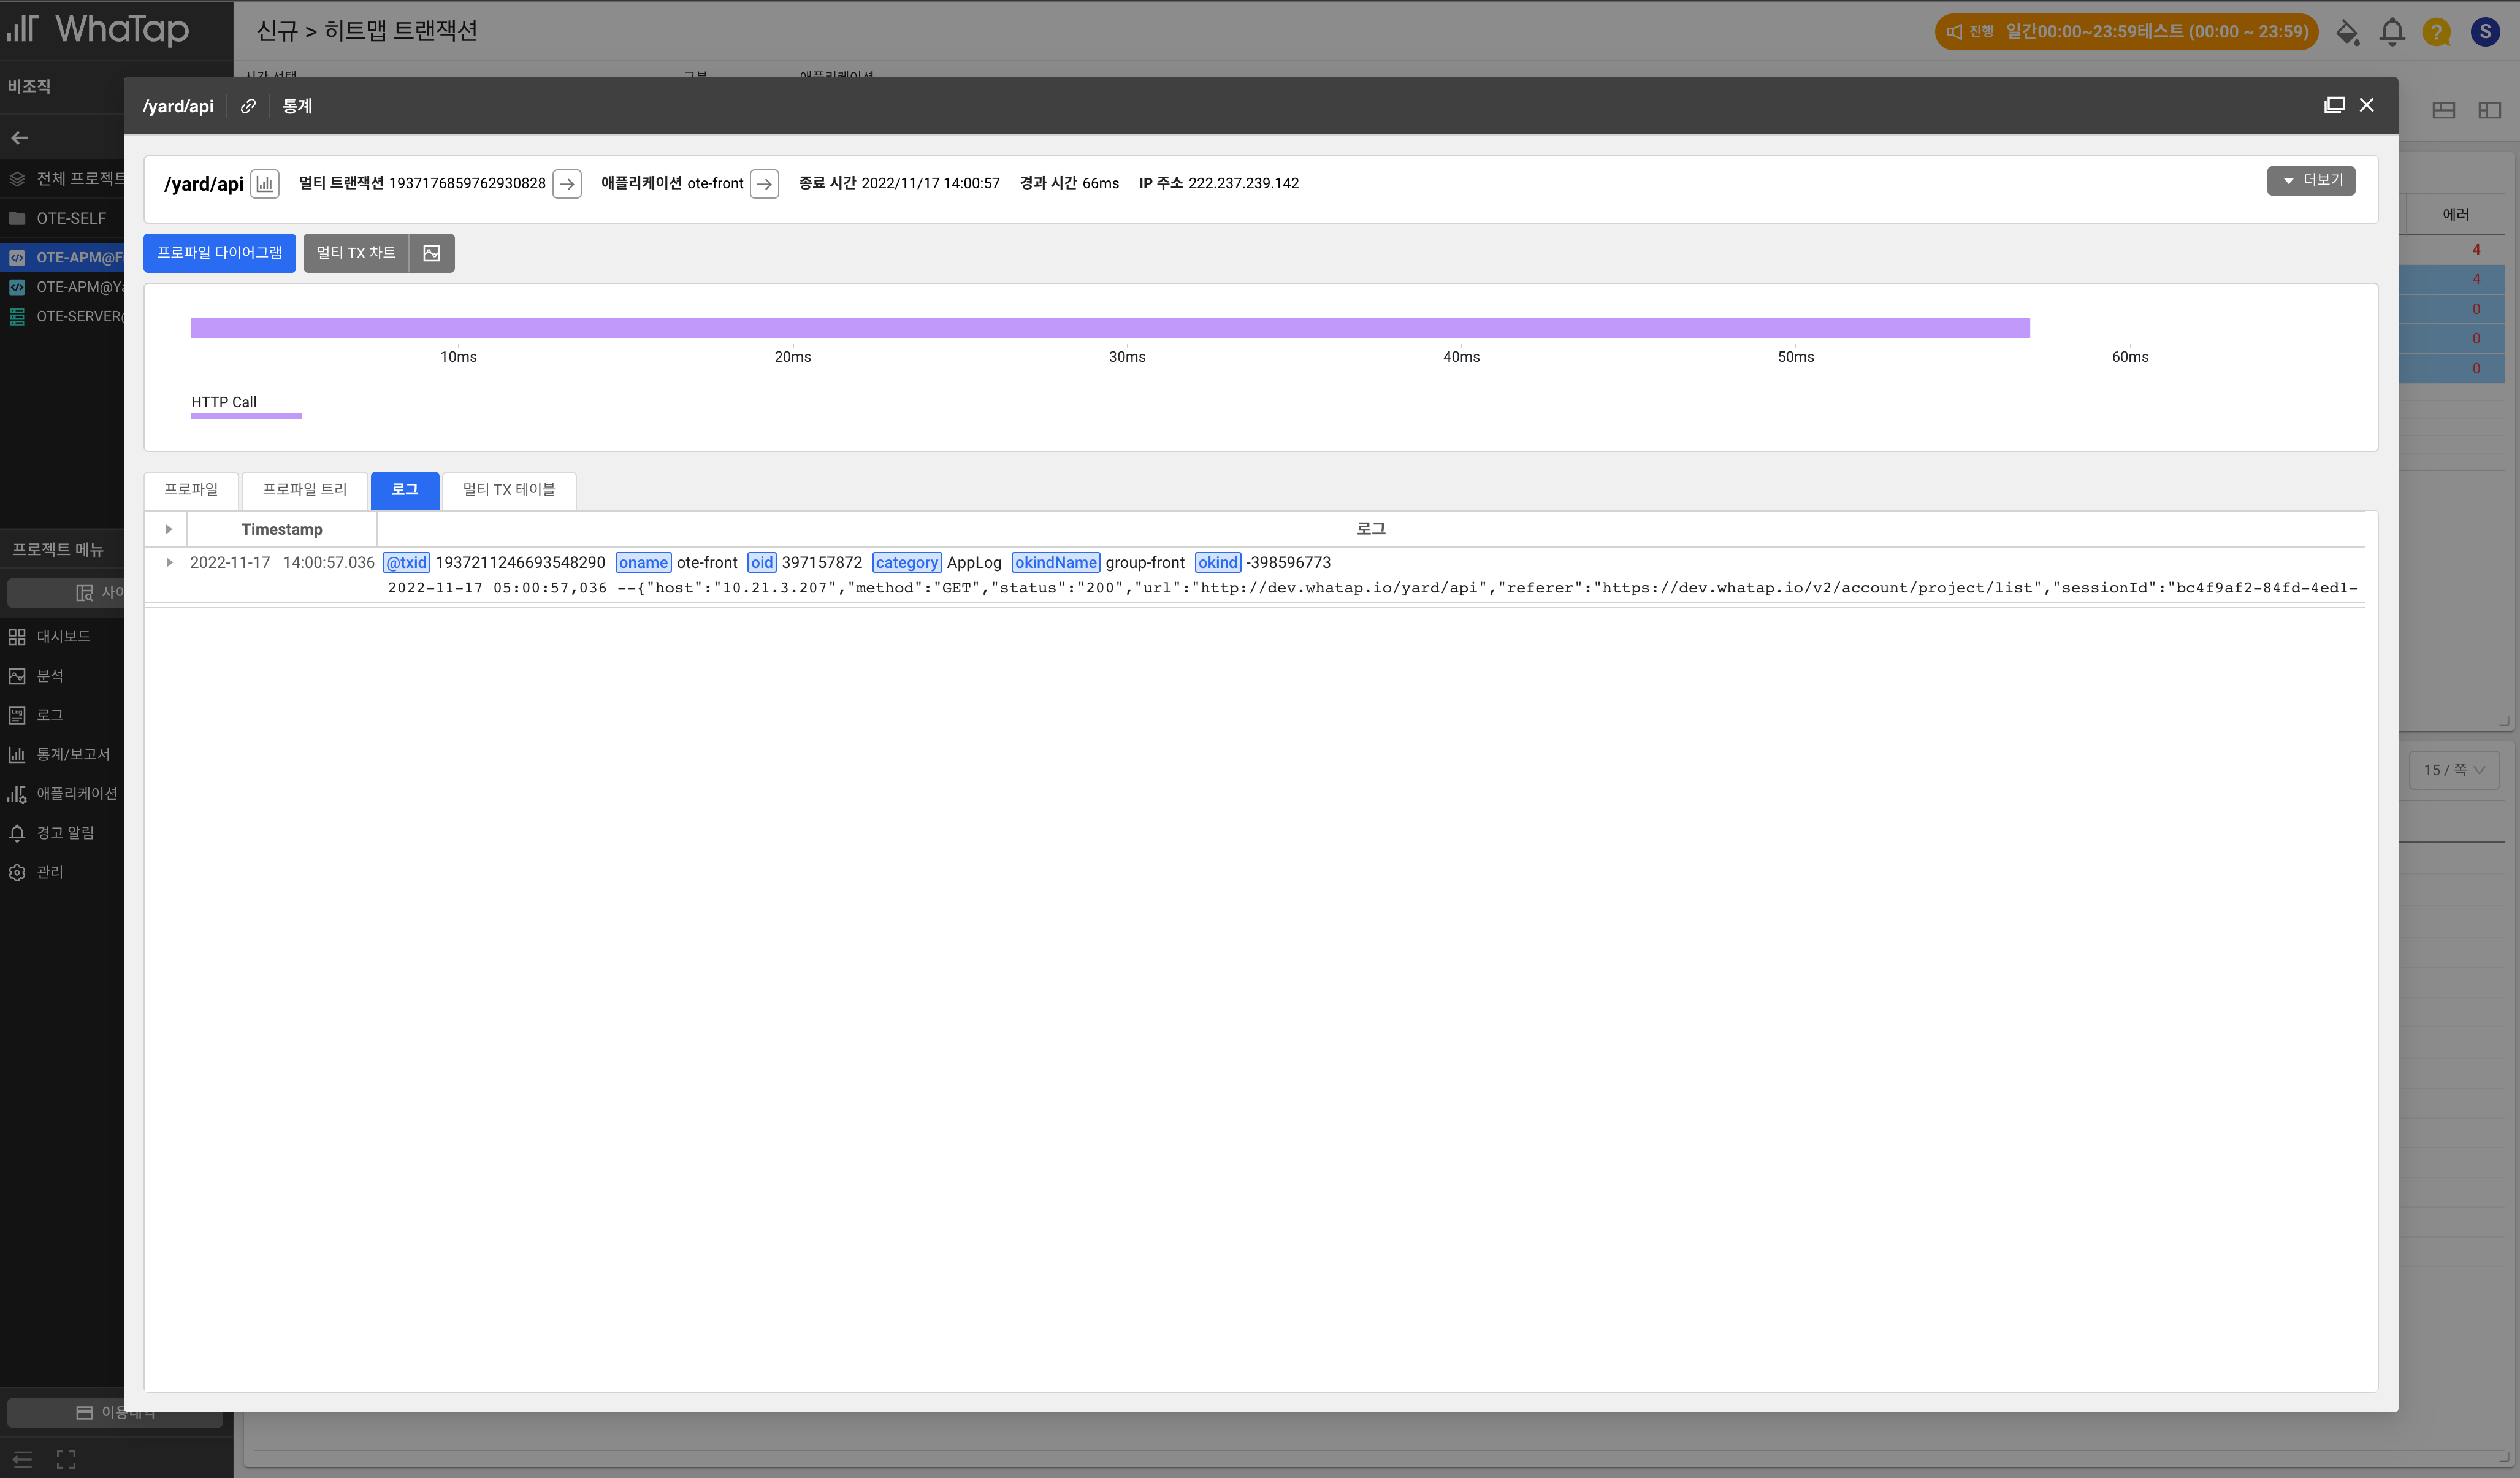 WhaTap
신규 > 히트맵 트랜잭션
진행 일간00:00~23:59테스트 (00:00 ~ 23:59)
?
S
비조직
전체 프로젝트
OTE-SELF
OTE-APM@F
OTE-APM@Ya
OTE-SERVER@
프로젝트 메뉴
사이
대시보드
분석
로그
통계/보고서
애플리케이션
경고 알림
관리
/yard/api
통계
/yard/api 멀티 트랜잭션 1937176859762930828 애플리케이션 ote-front 종료 시간 2022/11/17 14:00:57 경과 시간 66ms IP 주소 222.237.239.142
더보기
프로파일 다이어그램 멀티 TX 차트
10ms 20ms 30ms 40ms 50ms 60ms
HTTP Call
프로파일 프로파일 트리 로그 멀티 TX 테이블
Timestamp 로그
2022-11-17 14:00:57.036 @txid 1937211246693548290 oname ote-front oid 397157872 category AppLog okindName group-front okind -398596773
2022-11-17 05:00:57,036 --{"host":"10.21.3.207","method":"GET","status":"200","url":"http://dev.whatap.io/yard/api","referer":"https://dev.whatap.io/v2/account/project/list","sessionId":"bc4f9af2-84fd-4ed1-
에러
4
4
0
0
0
15 / 쪽